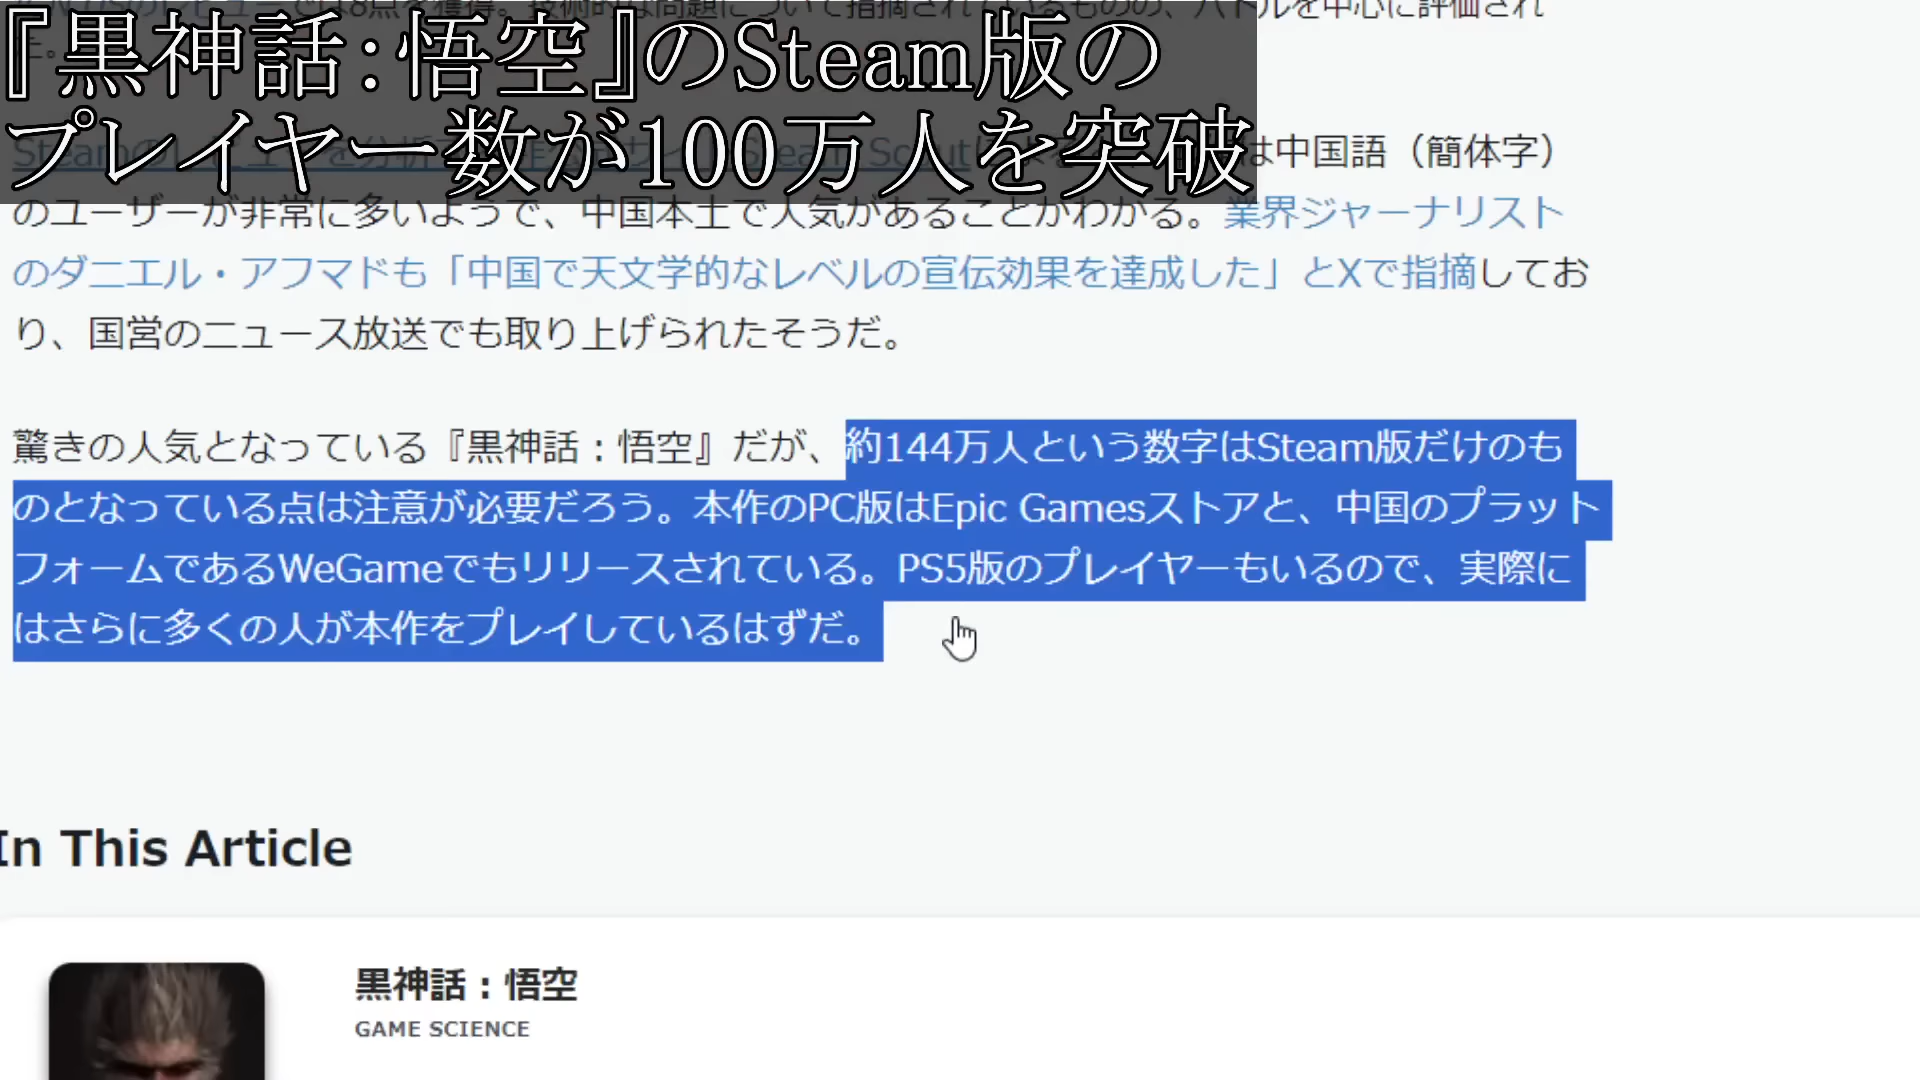 『黒神話：悟空』のSteam版の
プレイヤー数が100万人を突破
は中国語（簡体字）
のユーザーが非常に多いようで、中国本土で人気があることがわかる。業界ジャーナリスト
のダニエル・アフマドも「中国で天文学的なレベルの宣伝効果を達成した」とXで指摘してお
り、国営のニュース放送でも取り上げられたそうだ。
驚きの人気となっている『黒神話：悟空』だが、約144万人という数字はSteam版だけのも
のとなっている点は注意が必要だろう。本作のPC版はEpic Gamesストアと、中国のプラット
フォームであるWeGameでもリリースされている。PS5版のプレイヤーもいるので、実際に
はさらに多くの人が本作をプレイしているはずだ。
In This Article
黒神話：悟空
GAME SCIENCE